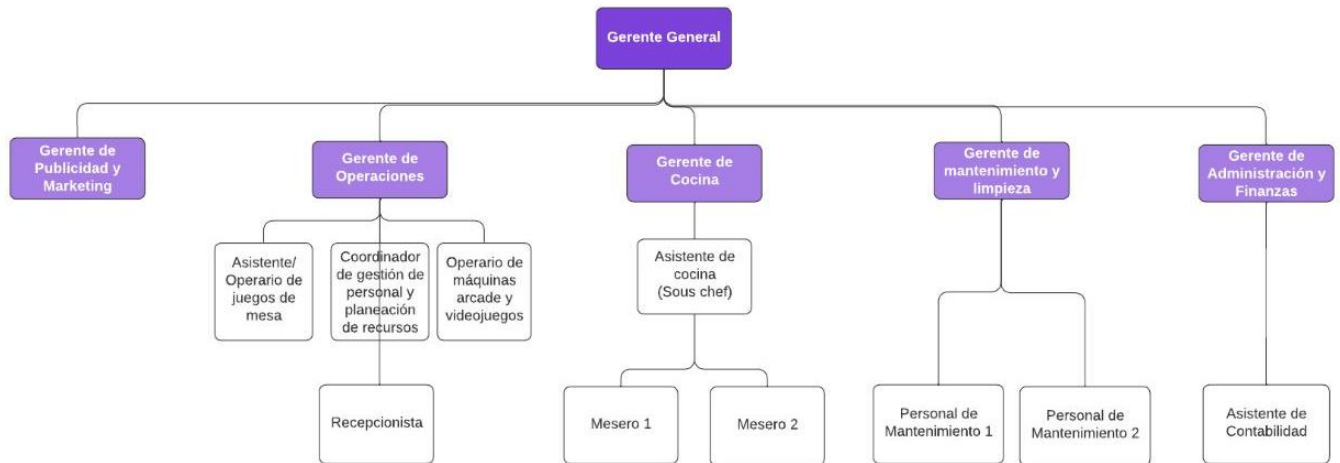 Gerente General
Gerente de
Publicidad y
Marketing
Gerente de
Operaciones
Gerente de
Cocina
Gerente de
mantenimiento y
limpieza
Gerente de
Administración y
Finanzas
Asistente/
Operario de
juegos de
mesa
Coordinador
de gestión de
personal y
planeación
de recursos
Operario de
máquinas
arcade y
videojuegos
Asistente de
cocina
(Sous chef)
Recepcionista
Mesero 1
Mesero 2
Personal de
Mantenimiento 1
Personal de
Mantenimiento 2
Asistente de
Contabilidad